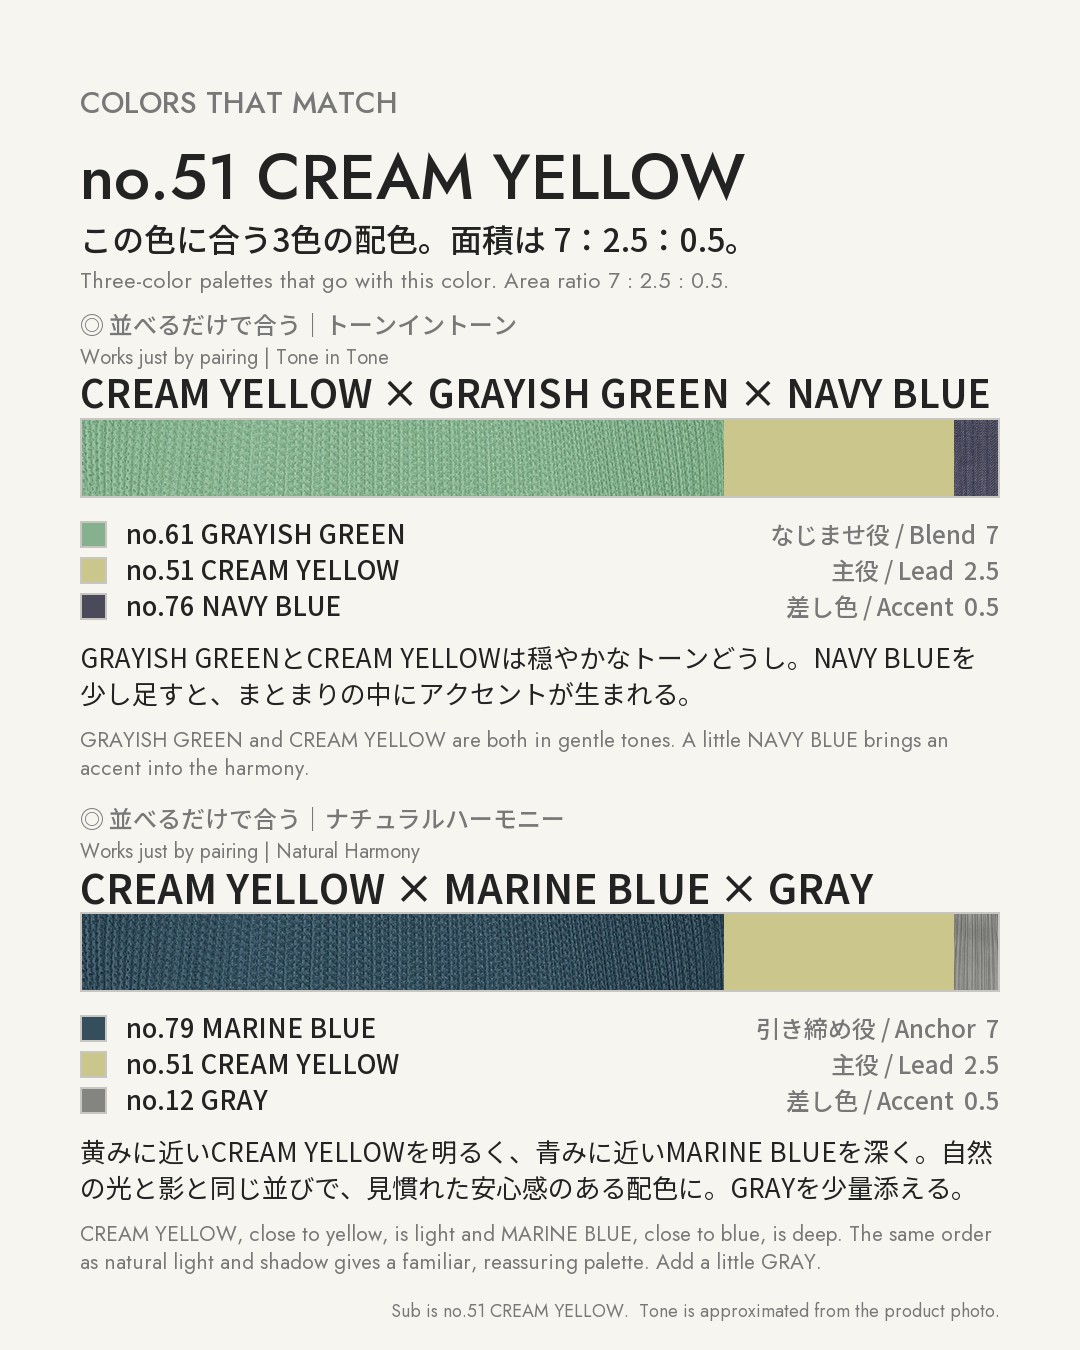 COLORS THAT MATCH
no.51 CREAM YELLOW
この色に合う3色の配色。面積は 7：2.5：0.5。
Three-color palettes that go with this color. Area ratio 7 : 2.5 : 0.5.
◎ 並べるだけで合う｜トーンイントーン
Works just by pairing | Tone in Tone
CREAM YELLOW × GRAYISH GREEN × NAVY BLUE
no.61 GRAYISH GREEN なじませ役 / Blend 7
no.51 CREAM YELLOW 主役 / Lead 2.5
no.76 NAVY BLUE 差し色 / Accent 0.5
GRAYISH GREENとCREAM YELLOWは穏やかなトーンどうし。NAVY BLUEを
少し足すと、まとまりの中にアクセントが生まれる。
GRAYISH GREEN and CREAM YELLOW are both in gentle tones. A little NAVY BLUE brings an
accent into the harmony.
◎ 並べるだけで合う｜ナチュラルハーモニー
Works just by pairing | Natural Harmony
CREAM YELLOW × MARINE BLUE × GRAY
no.79 MARINE BLUE 引き締め役 / Anchor 7
no.51 CREAM YELLOW 主役 / Lead 2.5
no.12 GRAY 差し色 / Accent 0.5
黄みに近いCREAM YELLOWを明るく、青みに近いMARINE BLUEを深く。自然
の光と影と同じ並びで、見慣れた安心感のある配色に。GRAYを少量添える。
CREAM YELLOW, close to yellow, is light and MARINE BLUE, close to blue, is deep. The same order
as natural light and shadow gives a familiar, reassuring palette. Add a little GRAY.
Sub is no.51 CREAM YELLOW. Tone is approximated from the product photo.